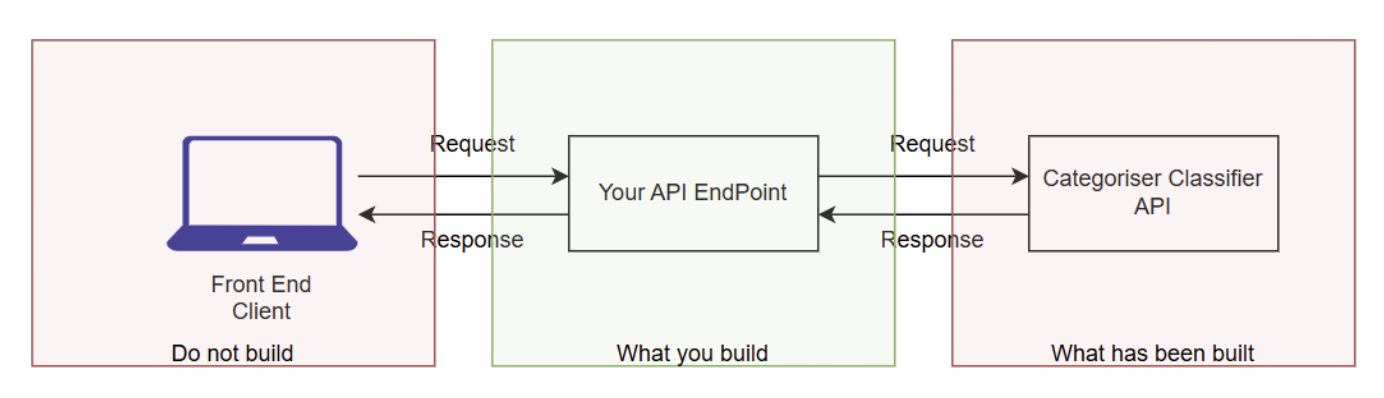 Request
Request
Your API EndPoint
Categoriser Classifier
API
Response
Response
Front End
Client
Do not build
What you build
What has been built